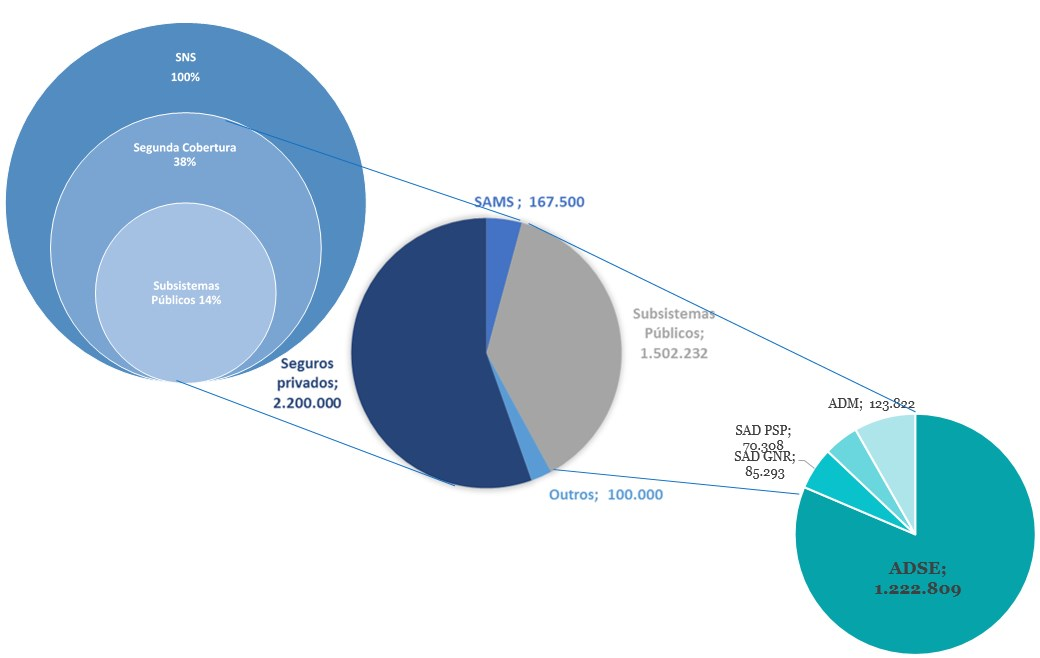 SNS
100%
Segunda Cobertura
38%
Subsistemas
Públicos 14%
SAMS ; 167.500
Subsistemas
Públicos;
1.502.232
Seguros
privados;
2.200.000
Outros; 100.000
ADM; 123.822
SAD PSP;
70.308
SAD GNR;
85.293
ADSE;
1.222.809